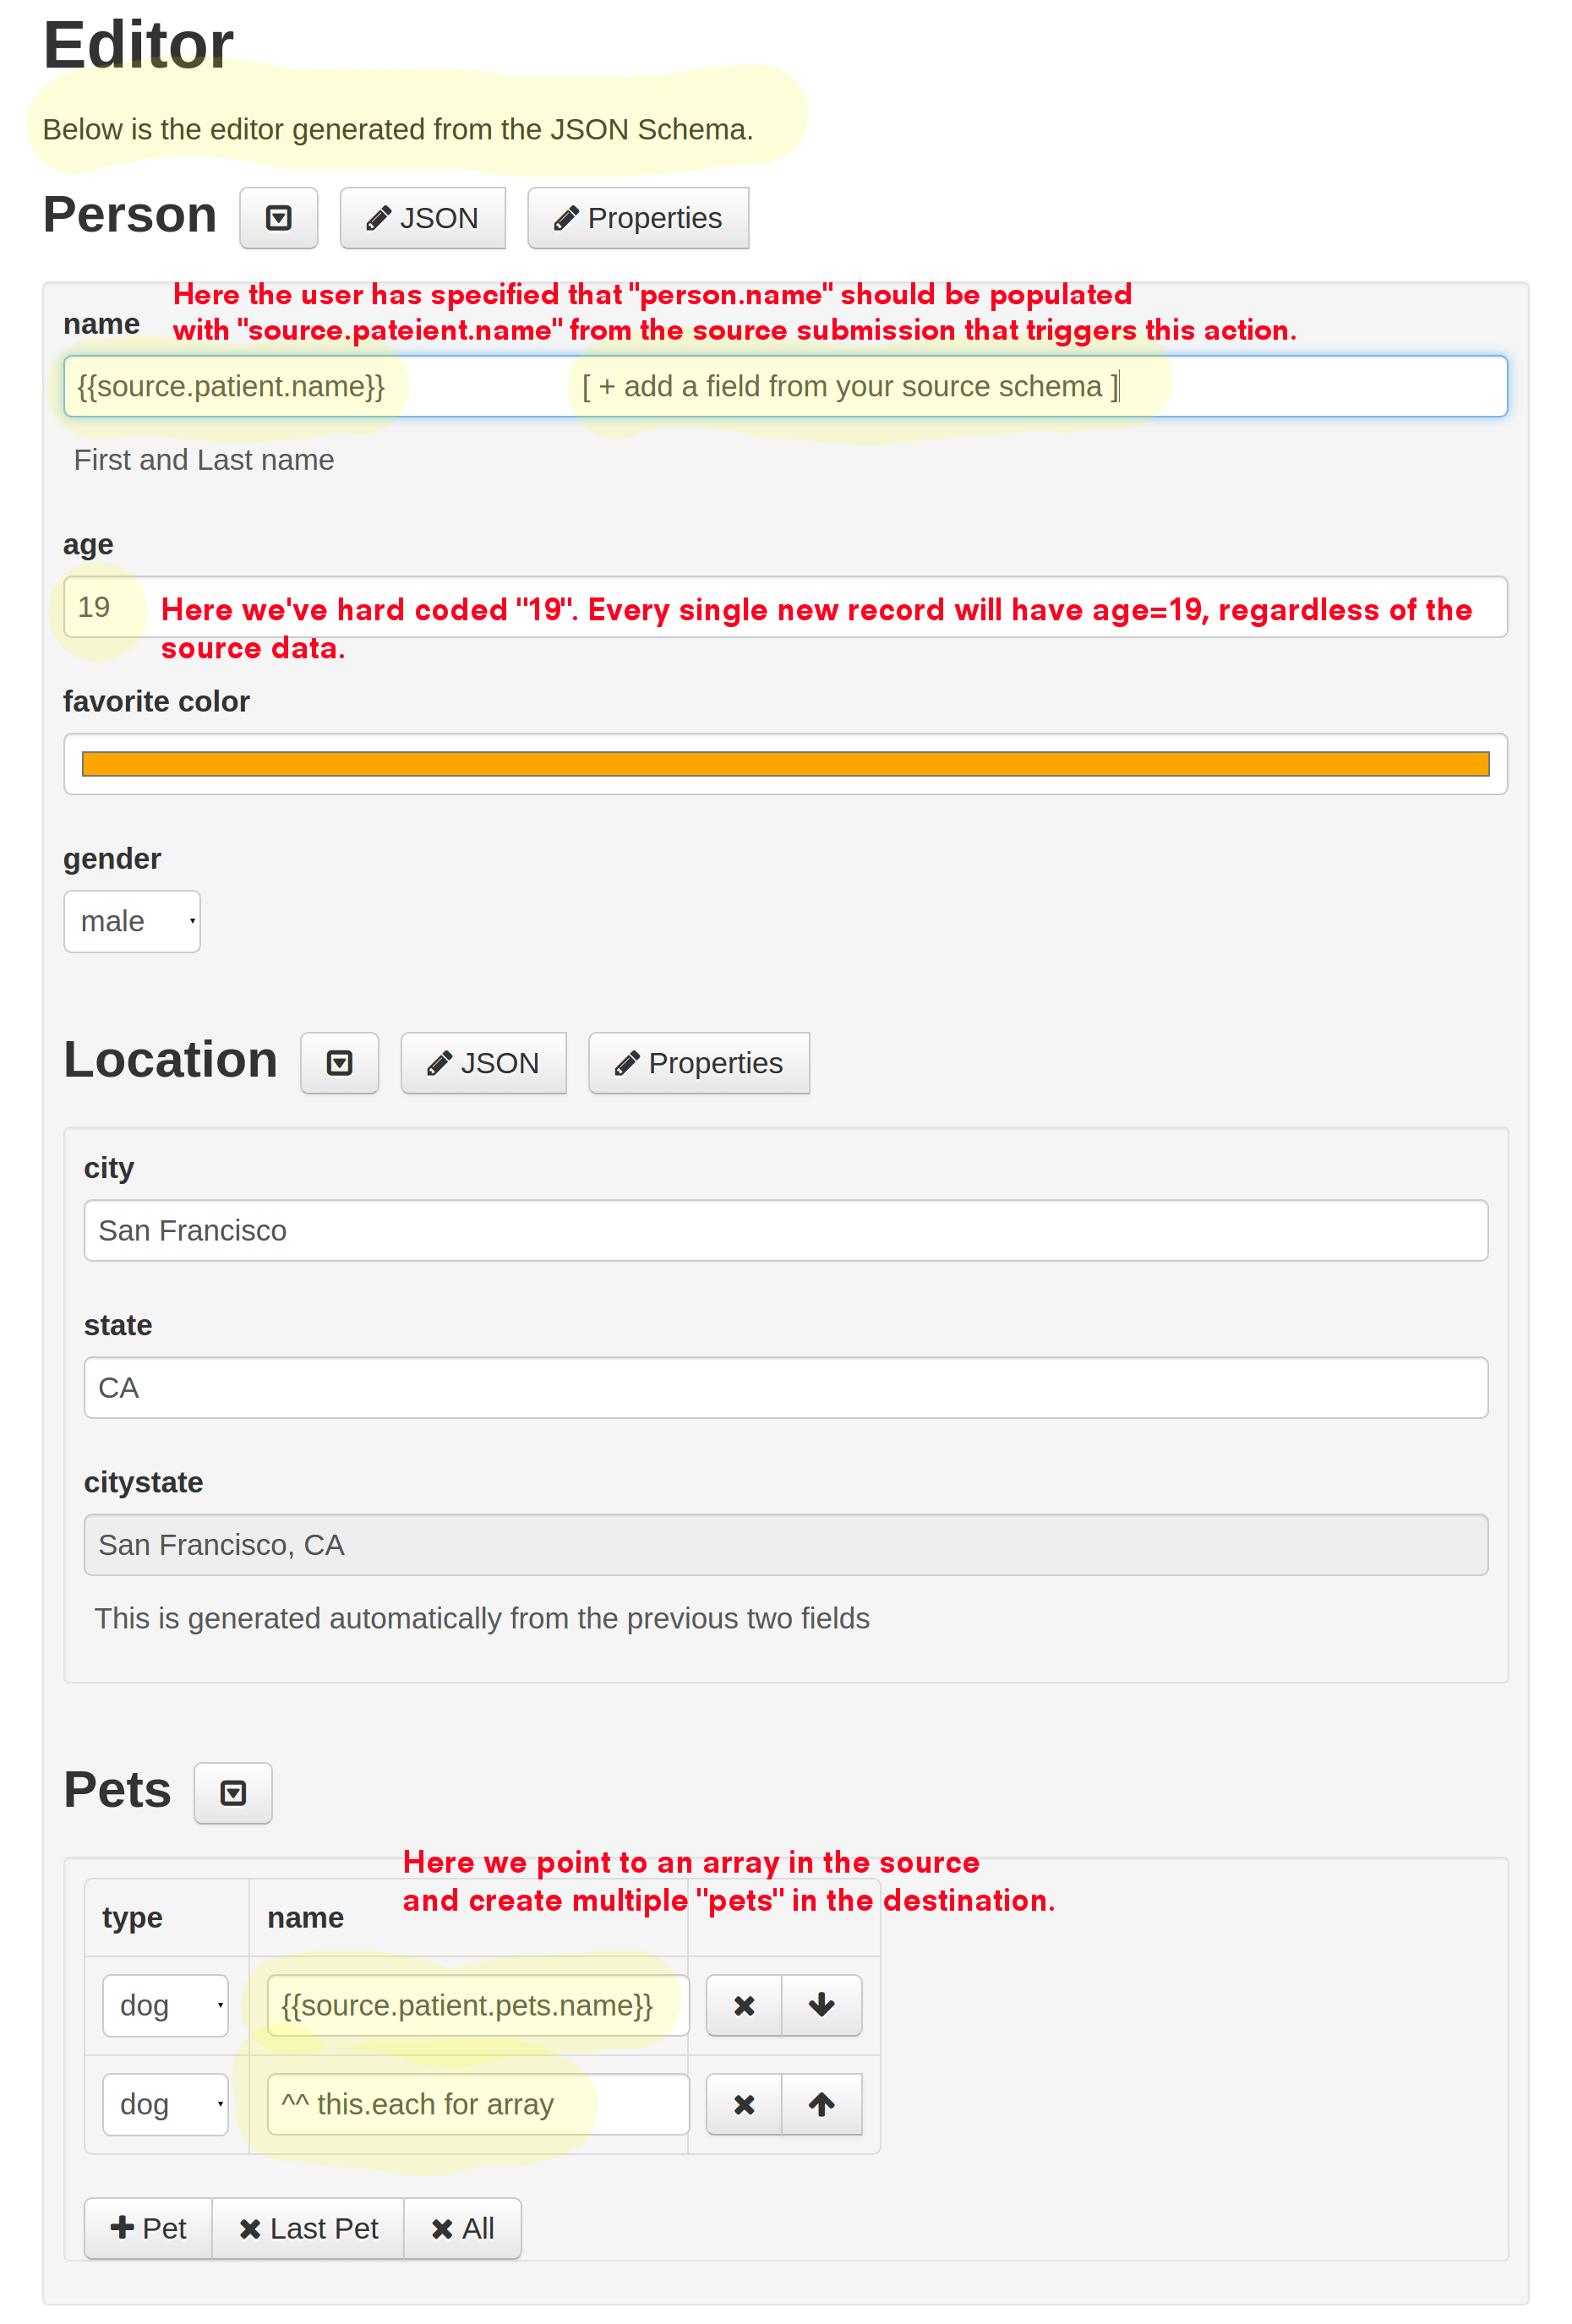 Editor
Below is the editor generated from the JSON Schema.
Person JSON Properties
Here the user has specified that "person.name" should be populated
with "source.pateient.name" from the source submission that triggers this action.
name
{{source.patient.name}} [ + add a field from your source schema ]
First and Last name
age
19
Here we've hard coded "19". Every single new record will have age=19, regardless of the
source data.
favorite color
gender
male
Location JSON Properties
city
San Francisco
state
CA
citystate
San Francisco, CA
This is generated automatically from the previous two fields
Pets
Here we point to an array in the source
and create multiple "pets" in the destination.
type name
dog {{source.patient.pets.name}}
dog ^^ this.each for array
Pet Last Pet All